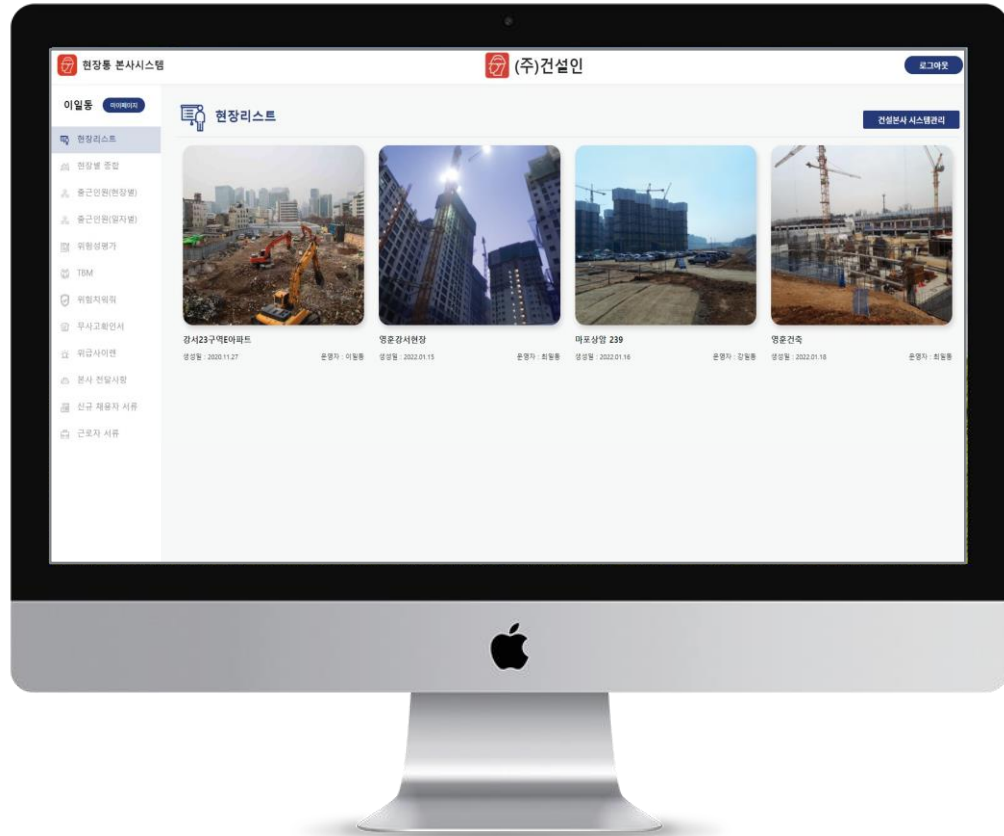 현장통 본사시스템
(주)건설인
로그아웃
이일통 마이페이지
현장리스트
현장별 종합
출근인원(현장별)
출근인원(일자별)
위험성평가
TBM
위험지워줘
무사고확인서
위급사이렌
본사 전달사항
신규 채용자 서류
근로자 서류
현장리스트
건설본사 시스템관리
강서23구역E아파트
생성일 : 2020.11.27 운영자 : 이일통
영훈강서현장
생성일 : 2022.01.13 운영자 : 최일통
마포상암 239
생성일 : 2022.01.16 운영자 : 강일통
영훈건축
생성일 : 2022.01.18 운영자 : 최일통